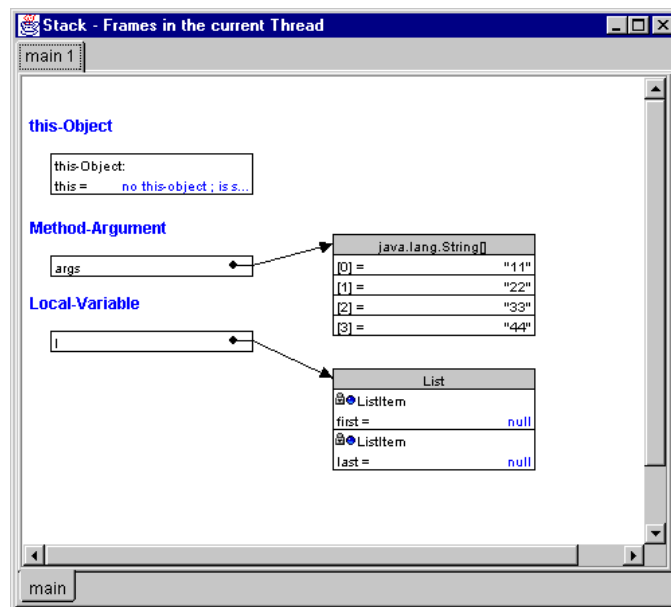 Stack - Frames in the current Thread
main 1
this-Object
this-Object:
this = no this-object ; is s...
Method-Argument
args
java.lang.String[]
[0] = "11"
[1] = "22"
[2] = "33"
[3] = "44"
Local-Variable
l
List
ListItem
first = null
ListItem
last = null
main